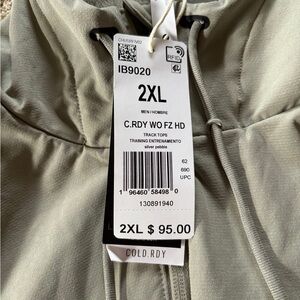 RFID
IB9020
2XL
MEN / HOMBRE
C.RDY WO FZ HD
TRACK TOPS
TRAINING ENTRENAMIENTO
silver pebble
62
690
UPC
1 96460 58498 0
130891940
2XL $ 95.00
COLD.RDY